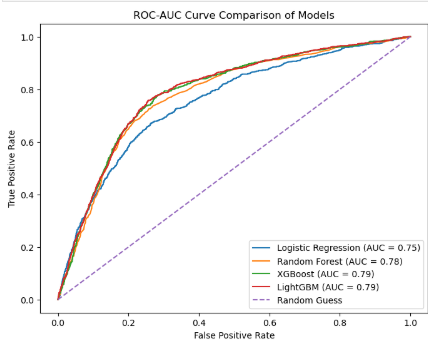 ROC-AUC Curve Comparison of Models
1.0
0.8
0.6
0.4
0.2
0.0
True Positive Rate
Logistic Regression (AUC = 0.75)
Random Forest (AUC = 0.78)
XGBoost (AUC = 0.79)
LightGBM (AUC = 0.79)
Random Guess
0.0 0.2 0.4 0.6 0.8 1.0
False Positive Rate